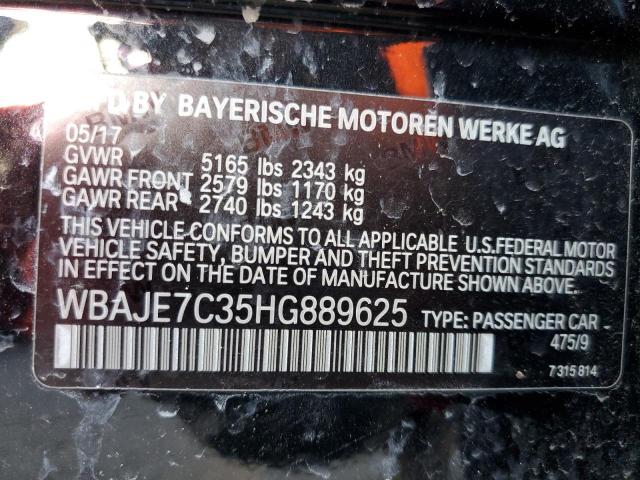 MFD BY BAYERISCHE MOTOREN WERKE AG
05/17
GVWR 5165 lbs 2343 kg
GAWR FRONT 2579 lbs 1170 kg
GAWR REAR 2740 lbs 1243 kg
THIS VEHICLE CONFORMS TO ALL APPLICABLE U.S.FEDERAL MOTOR
VEHICLE SAFETY, BUMPER AND THEFT PREVENTION STANDARDS
IN EFFECT ON THE DATE OF MANUFACTURE SHOWN ABOVE.
WBAJE7C35HG889625 TYPE: PASSENGER CAR
475/9
7 315 814